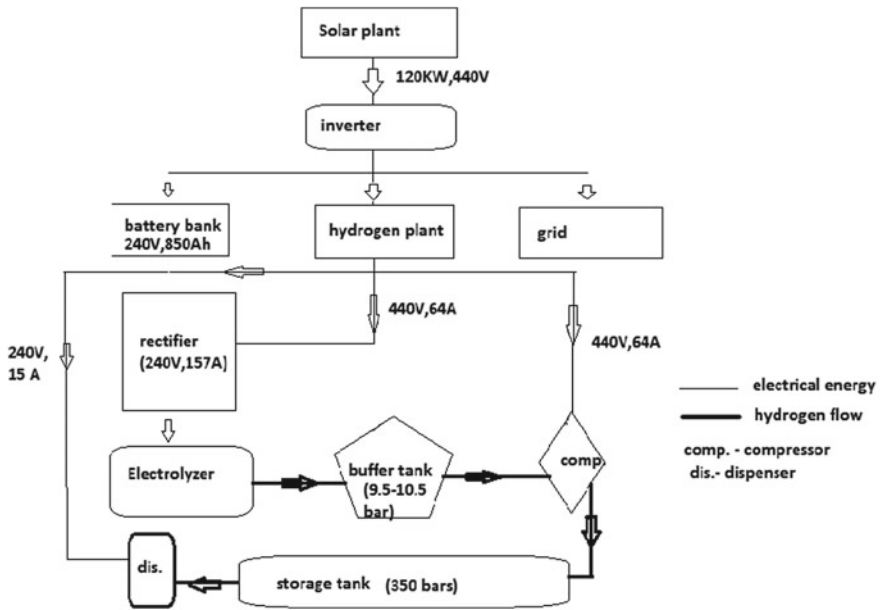 Solar plant
120KW,440V
inverter
battery bank
240V,850Ah
hydrogen plant
grid
440V,64A
rectifier
(240V,157A)
240V,
15 A
440V,64A
electrical energy
hydrogen flow
comp. - compressor
dis.- dispenser
Electrolyzer
buffer tank
(9.5-10.5
bar)
comp
dis.
storage tank (350 bars)